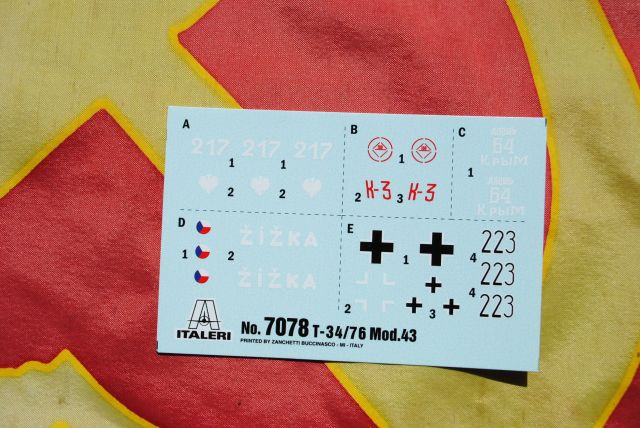 A
217 217 217
1 1
2 2
B
1
2 К-3 3 К-3
C
64
Крым
1
64
Крым
D
1 2
ŽIŽKA
ŽIŽKA
E
1
2 3
4 223
223
4 223
ITALERI
No. 7078 T-34/76 Mod.43
PRINTED BY ZANCHETTI BUCCINASCO - MI - ITALY